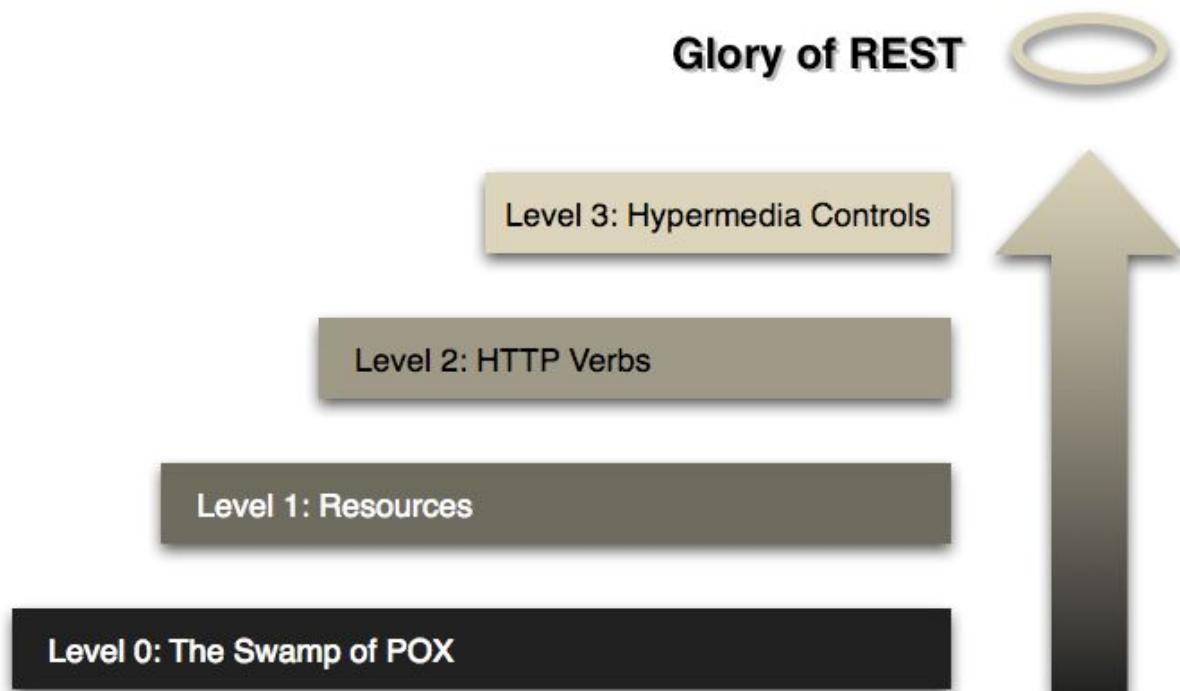 Glory of REST
Level 3: Hypermedia Controls
Level 2: HTTP Verbs
Level 1: Resources
Level 0: The Swamp of POX